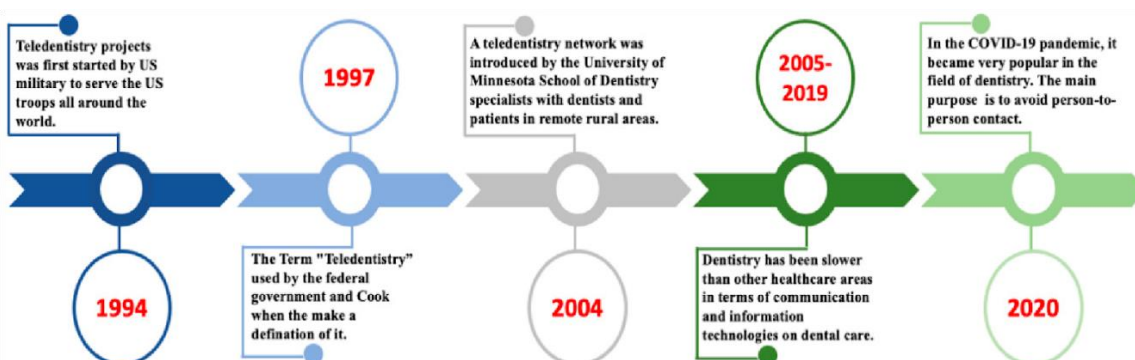 Teledentistry projects
was first started by US
military to serve the US
troops all around the
world.
1994
1997
The Term "Teledentistry”
used by the federal
government and Cook
when the make a
defination of it.
A teledentistry network was
introduced by the University of
Minnesota School of Dentistry
specialists with dentists and
patients in remote rural areas.
2004
2005-
2019
Dentistry has been slower
than other healthcare areas
in terms of communication
and information
technologies on dental care.
In the COVID-19 pandemic, it
became very popular in the
field of dentistry. The main
purpose is to avoid person-to-
person contact.
2020